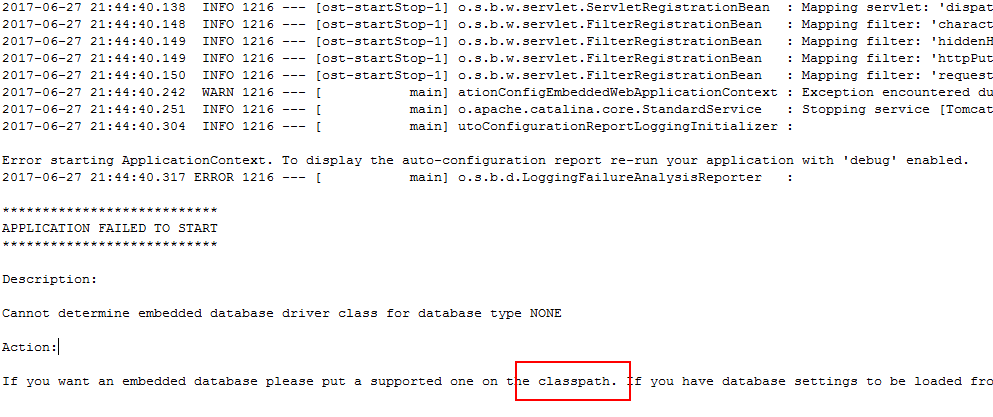 2017-06-27 21:44:40.138  INFO 1216 --- [ost-startStop-1] o.s.b.w.servlet.ServletRegistrationBean  : Mapping servlet: 'dispat
2017-06-27 21:44:40.148  INFO 1216 --- [ost-startStop-1] o.s.b.w.servlet.FilterRegistrationBean   : Mapping filter: 'charact
2017-06-27 21:44:40.149  INFO 1216 --- [ost-startStop-1] o.s.b.w.servlet.FilterRegistrationBean   : Mapping filter: 'hiddenH
2017-06-27 21:44:40.149  INFO 1216 --- [ost-startStop-1] o.s.b.w.servlet.FilterRegistrationBean   : Mapping filter: 'httpPut
2017-06-27 21:44:40.150  INFO 1216 --- [ost-startStop-1] o.s.b.w.servlet.FilterRegistrationBean   : Mapping filter: 'request
2017-06-27 21:44:40.242  WARN 1216 --- [           main] ationConfigEmbeddedWebApplicationContext : Exception encountered du
2017-06-27 21:44:40.251  INFO 1216 --- [           main] o.apache.catalina.core.StandardService   : Stopping service [Tomcat
2017-06-27 21:44:40.304  INFO 1216 --- [           main] utoConfigurationReportLoggingInitializer :
Error starting ApplicationContext. To display the auto-configuration report re-run your application with 'debug' enabled.
2017-06-27 21:44:40.317 ERROR 1216 --- [           main] o.s.b.d.LoggingFailureAnalysisReporter   :
***************************
APPLICATION FAILED TO START
***************************
Description:
Cannot determine embedded database driver class for database type NONE
Action:
If you want an embedded database please put a supported one on the classpath. If you have database settings to be loaded fro